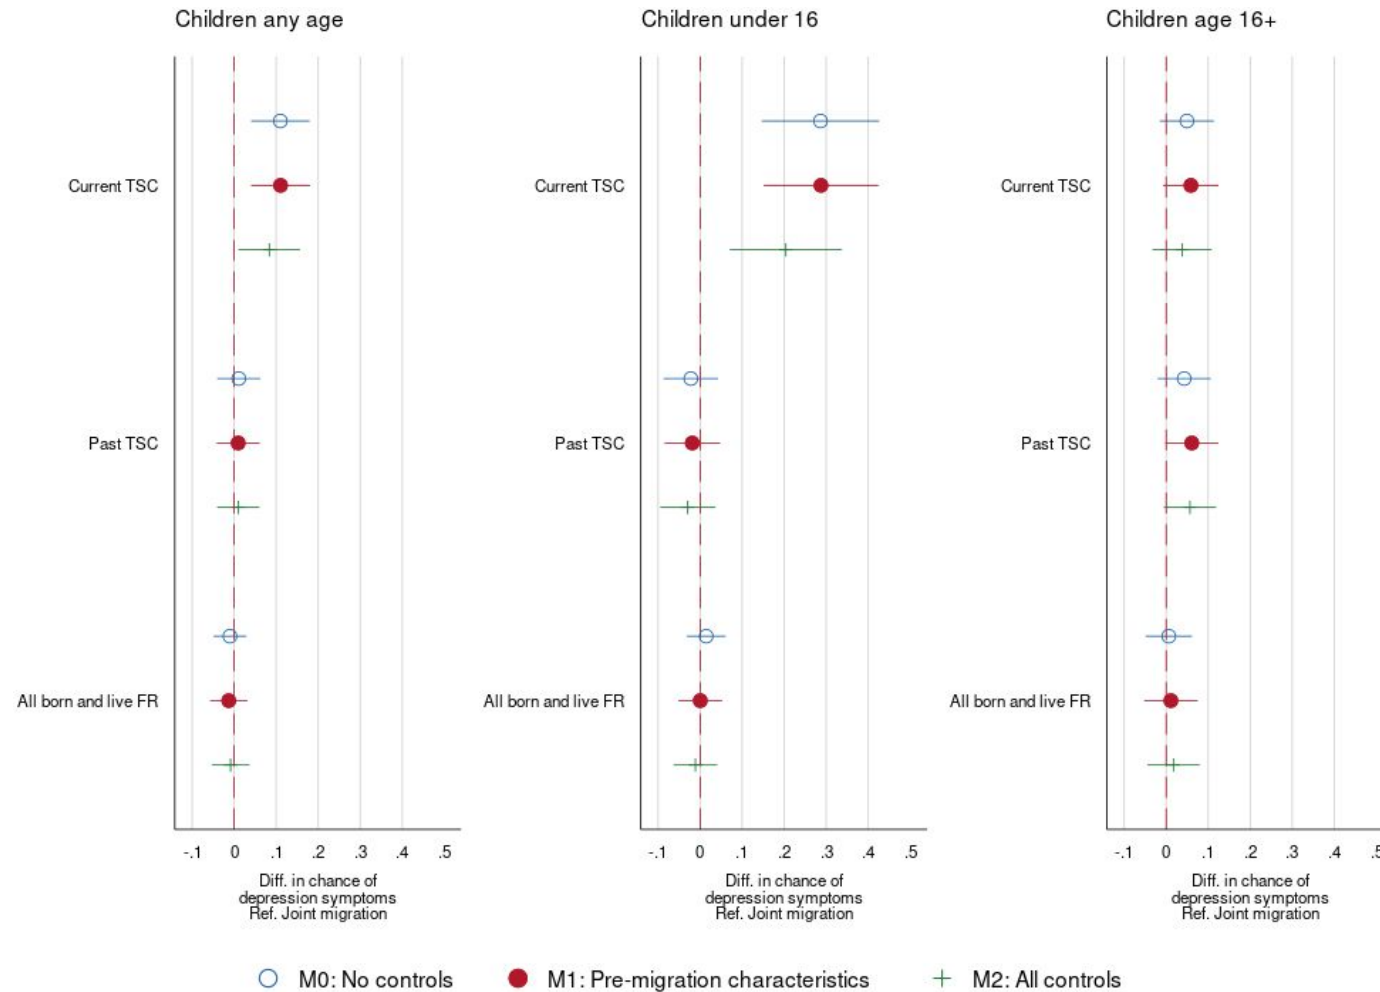 Children any age
Children under 16
Children age 16+
Current TSC
Current TSC
Current TSC
Past TSC
Past TSC
Past TSC
All born and live FR
All born and live FR
All born and live FR
-.1 0 .1 .2 .3 .4 .5
-.1 0 .1 .2 .3 .4 .5
-.1 0 .1 .2 .3 .4 .5
Diff. in chance of
depression symptoms
Ref. Joint migration
Diff. in chance of
depression symptoms
Ref. Joint migration
Diff. in chance of
depression symptoms
Ref. Joint migration
M0: No controls
M1: Pre-migration characteristics
M2: All controls